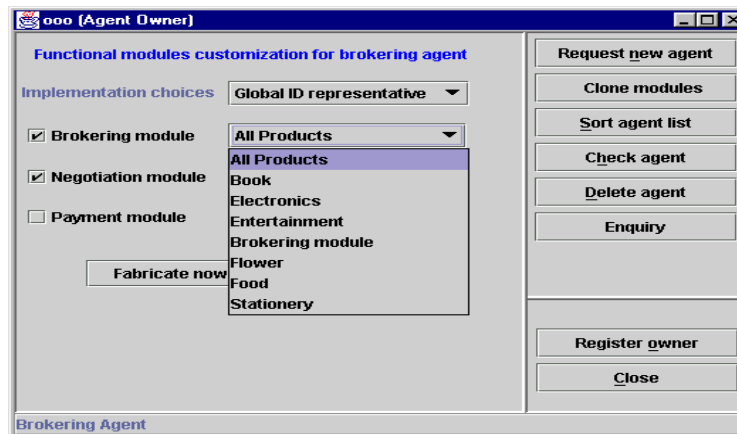 ooo (Agent Owner)
Functional modules customization for brokering agent
Implementation choices Global ID representative
Brokering module All Products
All Products
Negotiation module
Book
Electronics
Payment module
Entertainment
Brokering module
Fabricate now
Flower
Food
Stationery
Request new agent
Clone modules
Sort agent list
Check agent
Delete agent
Enquiry
Register owner
Close
Brokering Agent